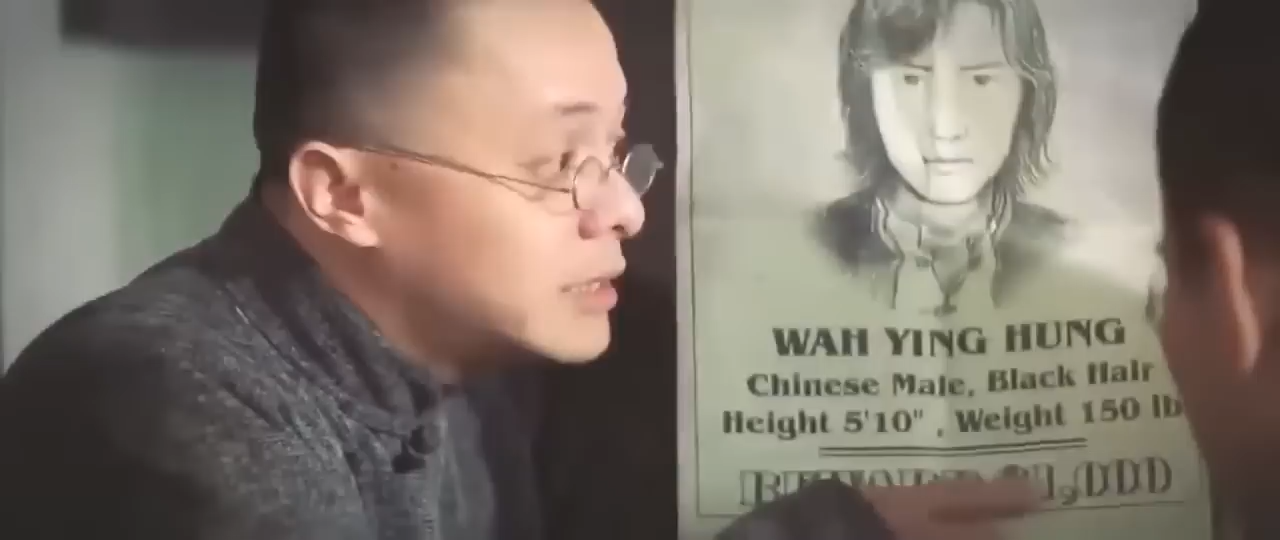 WAH YING HUNG
Chinese Male, Black Hair
Height 5'10" , Weight 150 lb